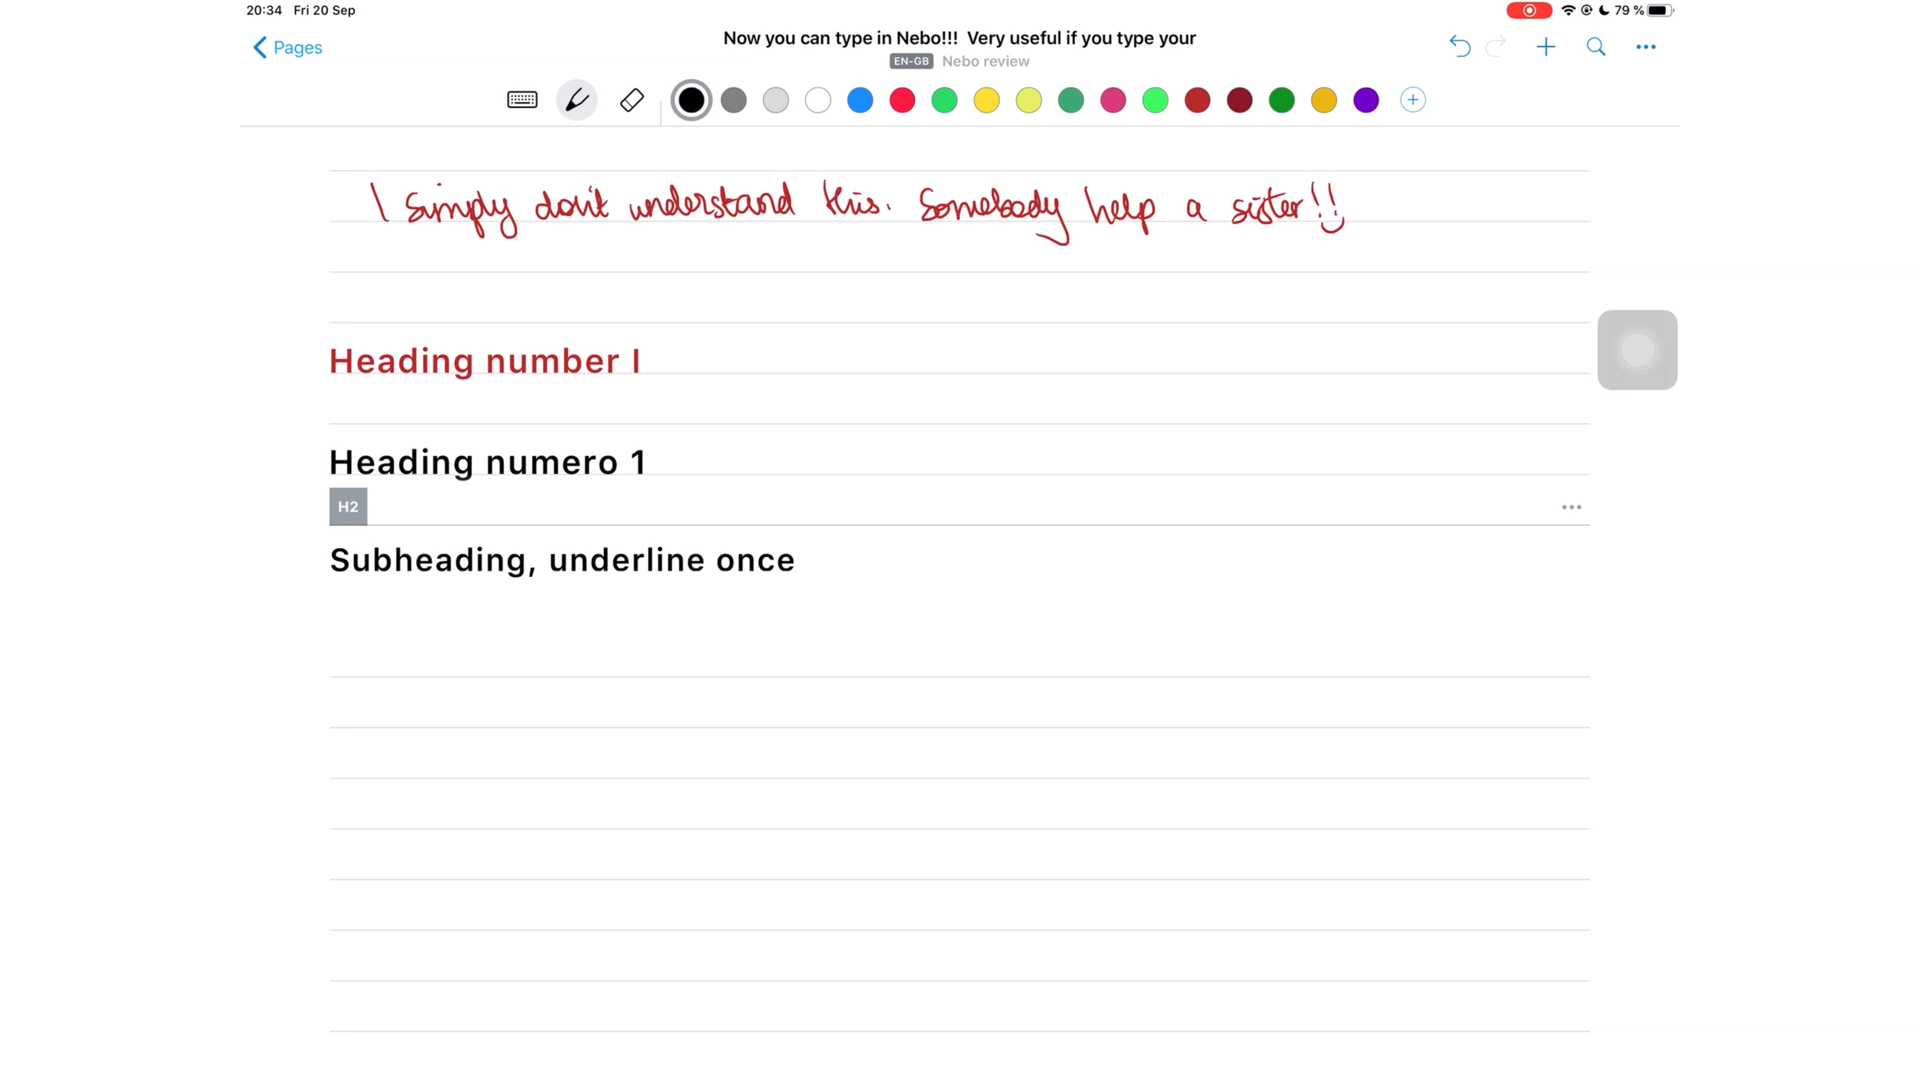 20:34 Fri 20 Sep 79 %
Pages
Now you can type in Nebo!!! Very useful if you type your
EN-GB Nebo review
I simply don't understand this. Somebody help a sister!!
Heading number I
Heading numero 1
H2
Subheading, underline once